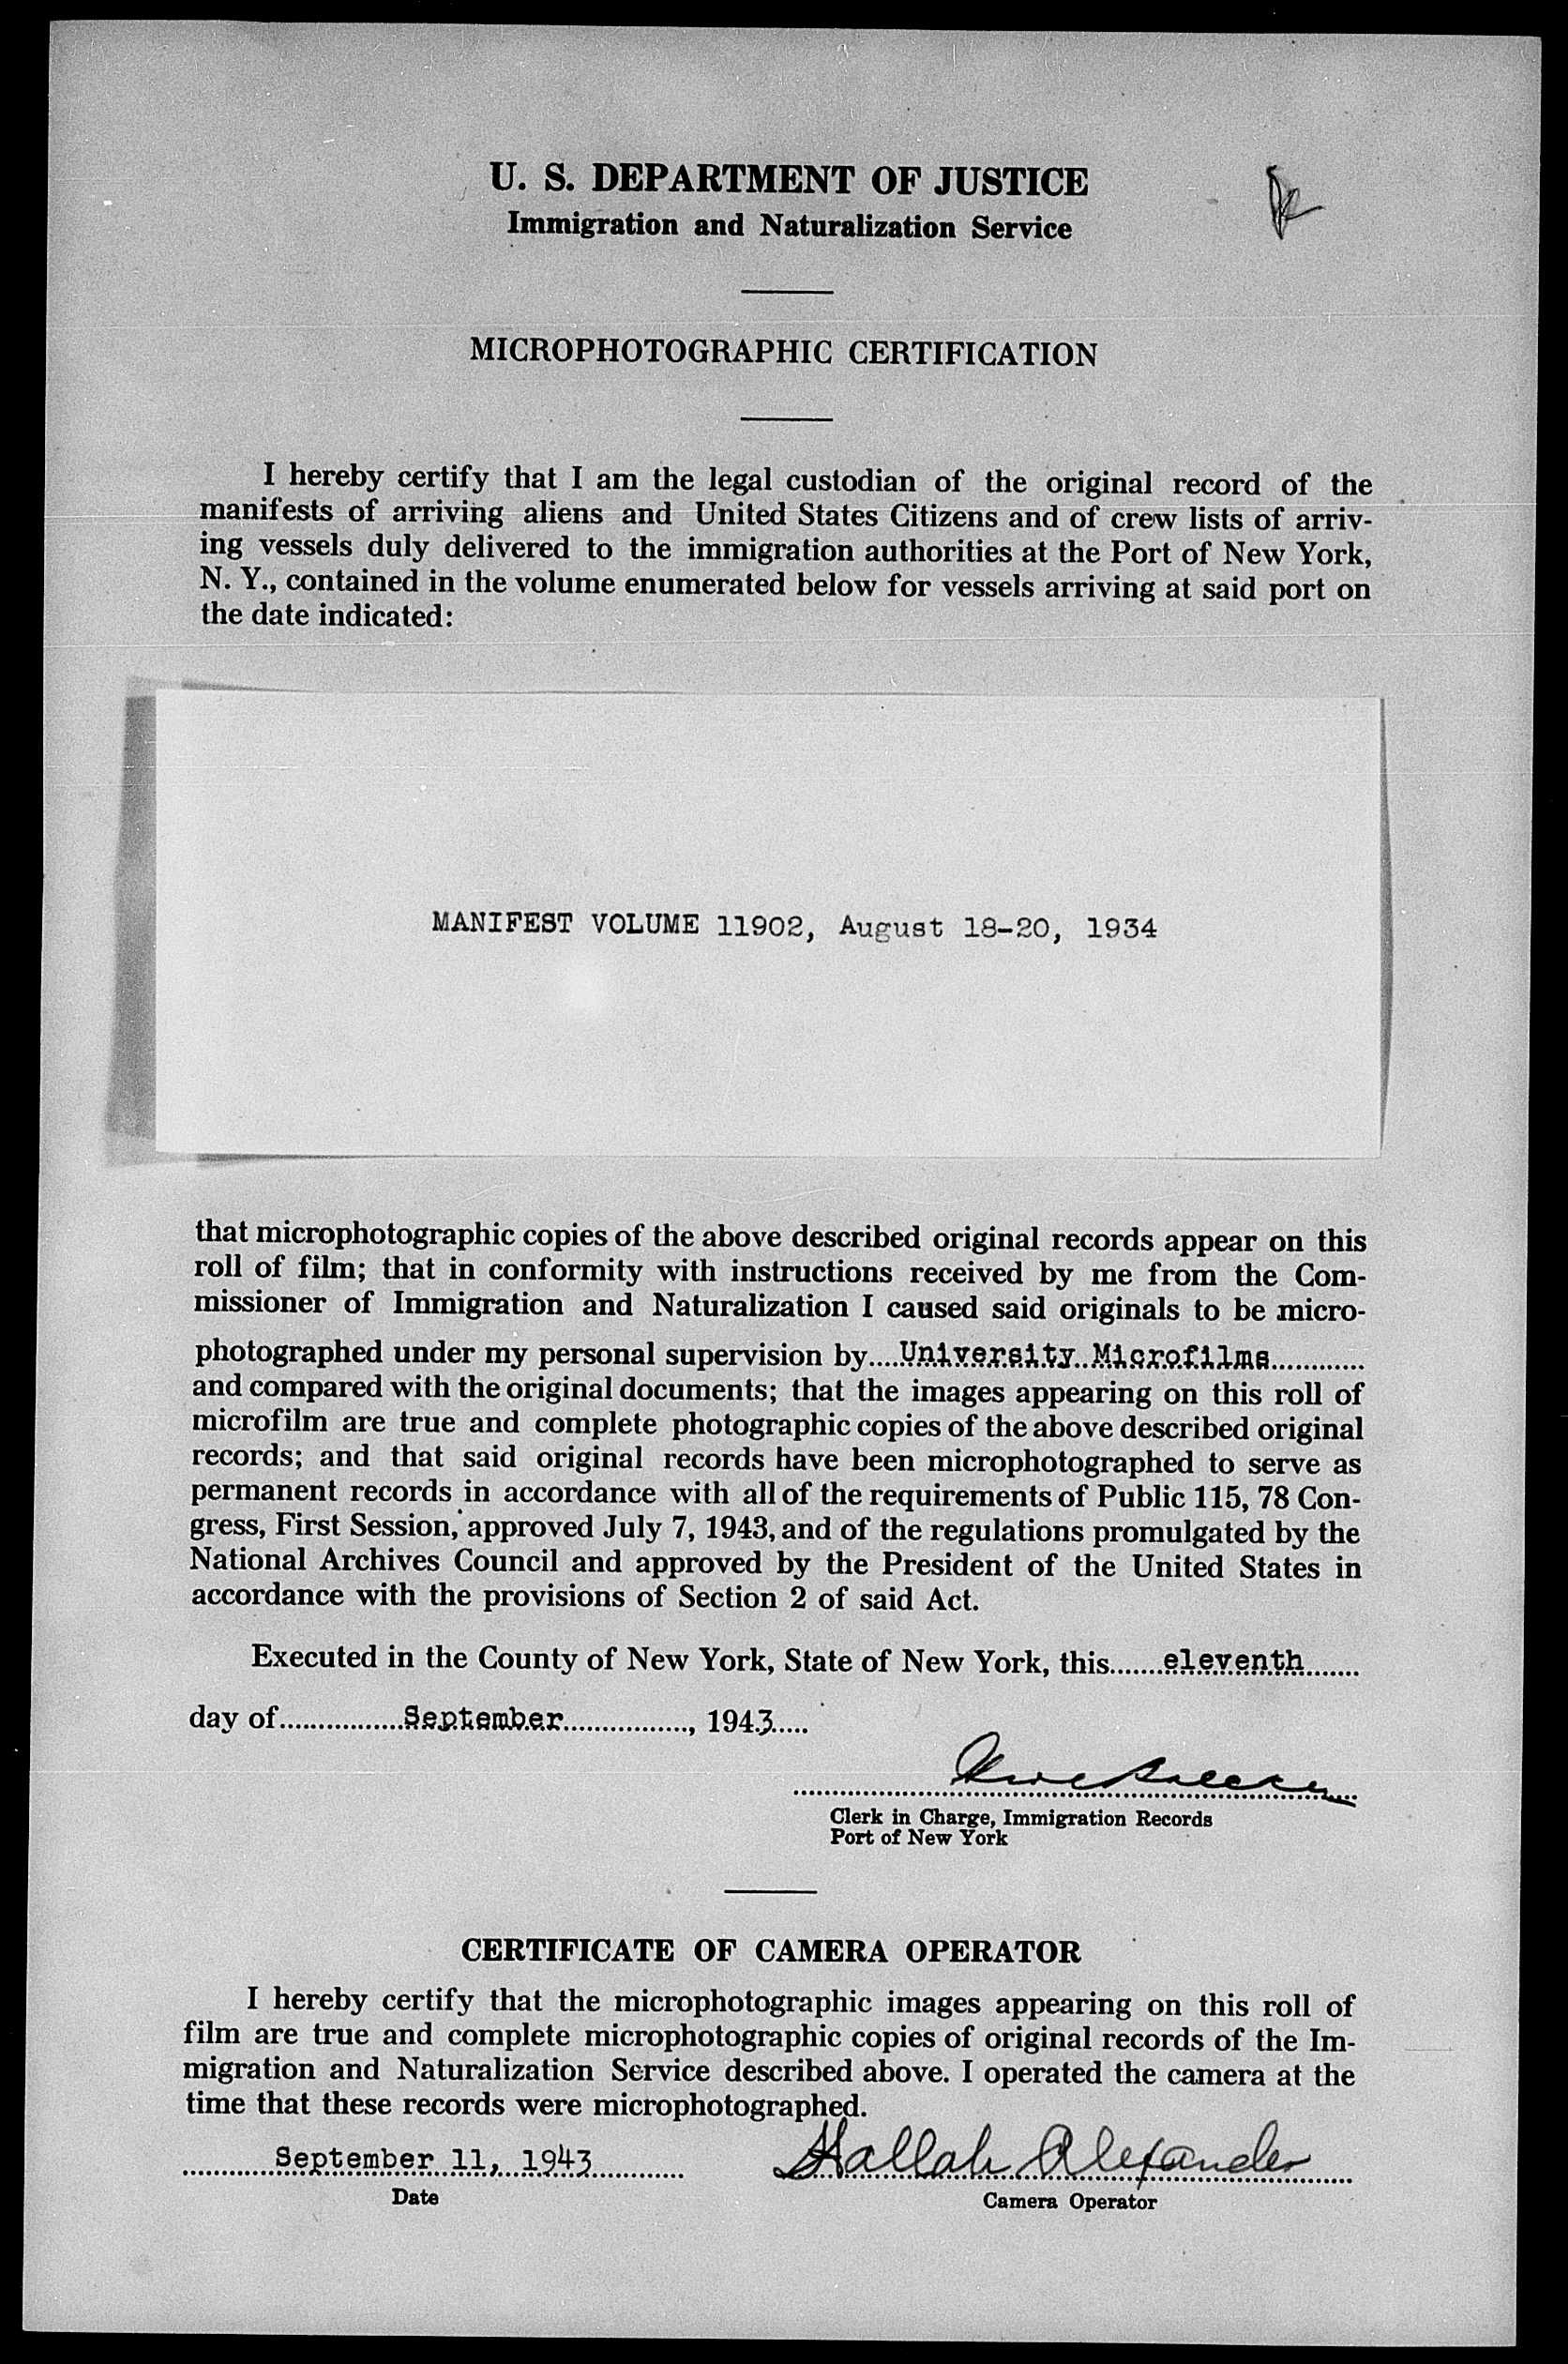 U. S. DEPARTMENT OF JUSTICE
Immigration and Naturalization Service
MICROPHOTOGRAPHIC CERTIFICATION
I hereby certify that I am the legal custodian of the original record of the
manifests of arriving aliens and United States Citizens and of crew lists of arriv-
ing vessels duly delivered to the immigration authorities at the Port of New York,
N. Y., contained in the volume enumerated below for vessels arriving at said port on
the date indicated:
MANIFEST VOLUME 11902, August 18-20, 1934
that microphotographic copies of the above described original records appear on this
roll of film; that in conformity with instructions received by me from the Com-
missioner of Immigration and Naturalization I caused said originals to be micro-
photographed under my personal supervision by....University Microfilms............
and compared with the original documents; that the images appearing on this roll of
microfilm are true and complete photographic copies of the above described original
records; and that said original records have been microphotographed to serve as
permanent records in accordance with all of the requirements of Public 115, 78 Con-
gress, First Session, approved July 7, 1943, and of the regulations promulgated by the
National Archives Council and approved by the President of the United States in
accordance with the provisions of Section 2 of said Act.
Executed in the County of New York, State of New York, this.......eleventh.......
day of................September................, 1943.....
Clerk in Charge, Immigration Records
Port of New York
CERTIFICATE OF CAMERA OPERATOR
I hereby certify that the microphotographic images appearing on this roll of
film are true and complete microphotographic copies of original records of the Im-
migration and Naturalization Service described above. I operated the camera at the
time that these records were microphotographed.
September 11, 1943 Hallah Alexander
Date Camera Operator